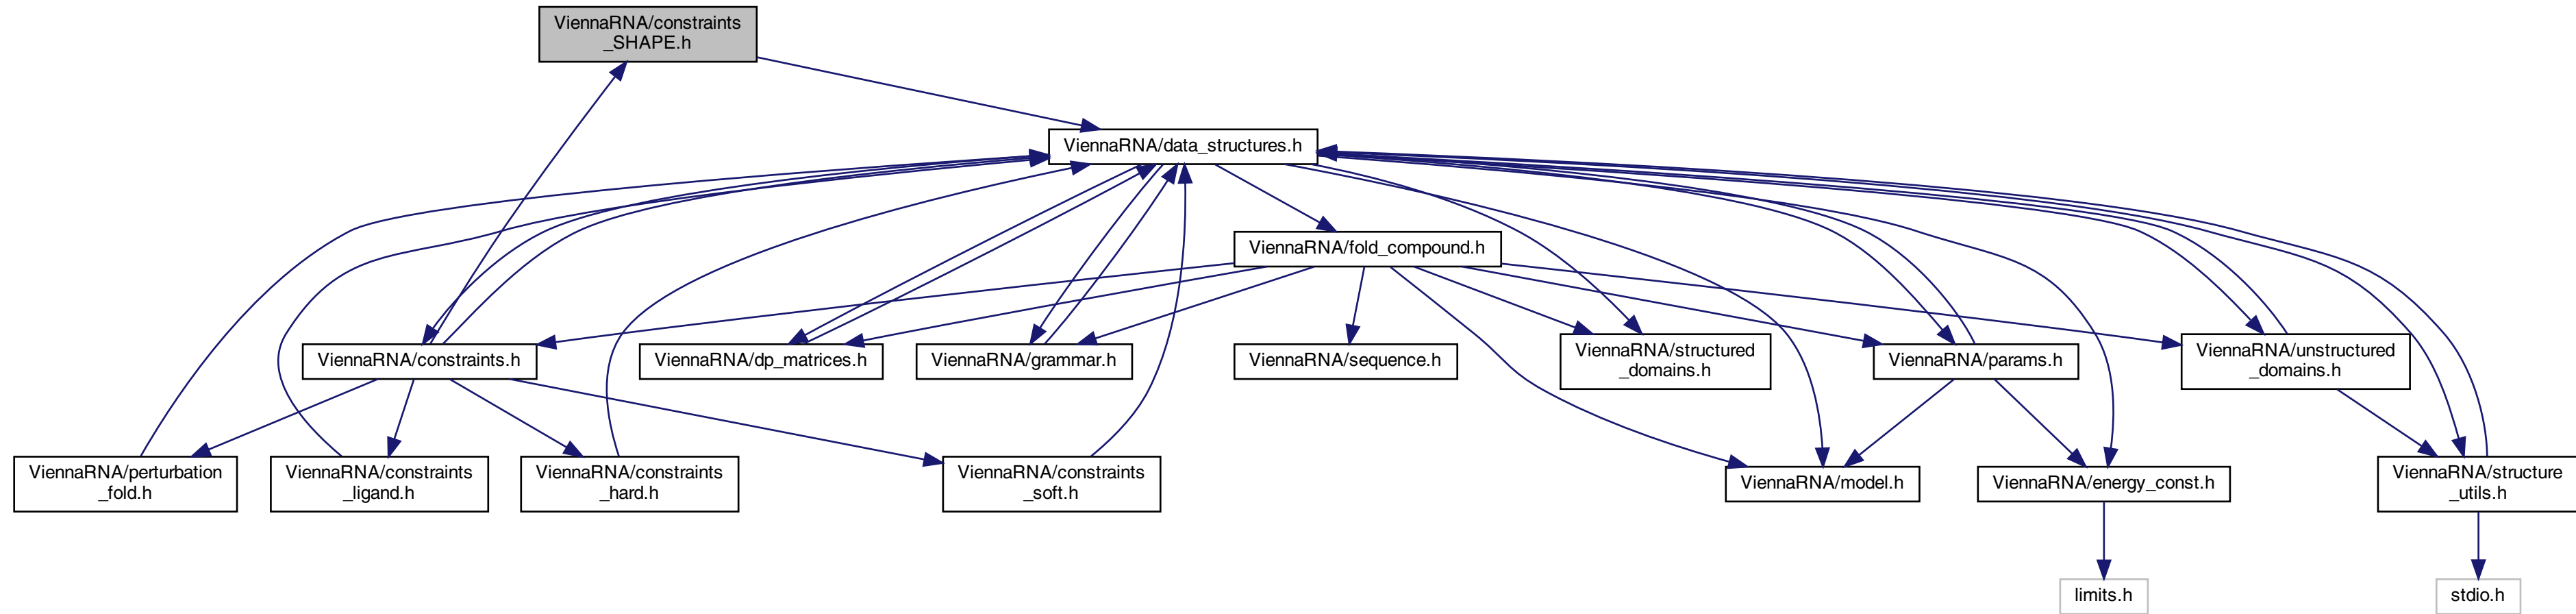 ViennaRNA/constraints
_SHAPE.h
ViennaRNA/data_structures.h
ViennaRNA/fold_compound.h
ViennaRNA/constraints.h
ViennaRNA/dp_matrices.h
ViennaRNA/grammar.h
ViennaRNA/sequence.h
ViennaRNA/structured
_domains.h
ViennaRNA/params.h
ViennaRNA/unstructured
_domains.h
ViennaRNA/perturbation
_fold.h
ViennaRNA/constraints
_ligand.h
ViennaRNA/constraints
_hard.h
ViennaRNA/constraints
_soft.h
ViennaRNA/model.h
ViennaRNA/energy_const.h
ViennaRNA/structure
_utils.h
limits.h
stdio.h